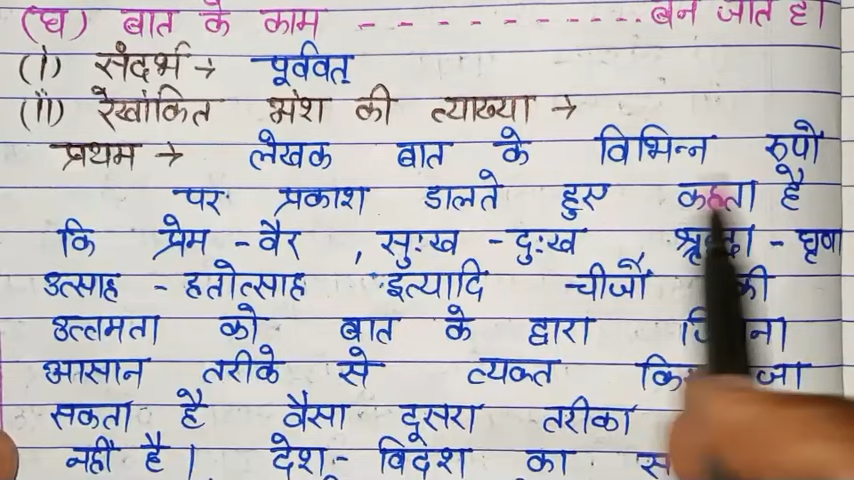 (घ) बात के काम - - - - - - - ........ बन जाते है।
(i) संदर्भ → पूर्ववत्
(ii) रेखांकित अंश की व्याख्या →
प्रथम → लेखक बात के विभिन्न रुपों
पर प्रकाश डालते हुए कहता है
कि प्रेम - वैर , सु:ख - दु:ख श्रृद्धा - घृणा
उत्साह - हतोत्साह इत्यादि चीजों की
उत्तमता को बात के द्वारा
आसान तरीके से व्यक्त जा
सकता है वैसा दूसरा तरीका
नहीं है। देश - विदेश का